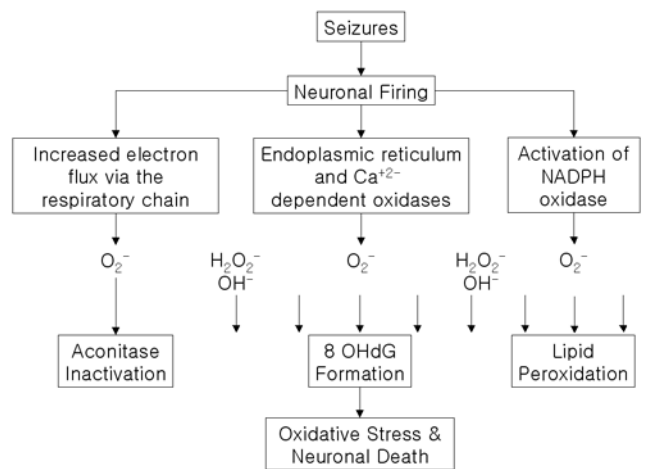 Seizures
Neuronal Firing
Increased electron
flux via the
respiratory chain
Endoplasmic reticulum
and Ca⁺²⁻
dependent oxidases
Activation of
NADPH
oxidase
O₂⁻
H₂O₂⁻
OH⁻
O₂⁻
H₂O₂⁻
OH⁻
O₂⁻
Aconitase
Inactivation
8 OHdG
Formation
Lipid
Peroxidation
Oxidative Stress &
Neuronal Death